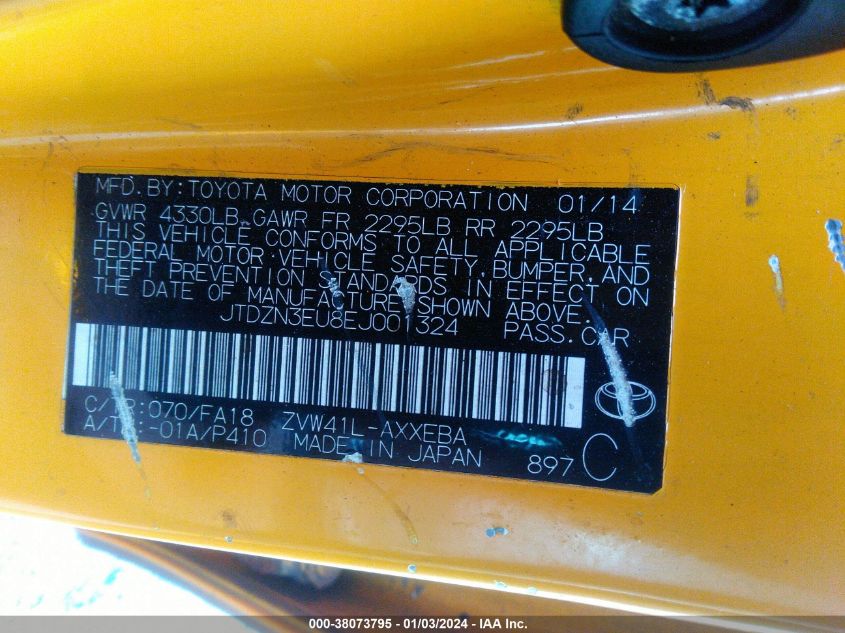 MFD. BY: TOYOTA MOTOR CORPORATION 01/14
GVWR 4330LB GAWR FR 2295LB RR 2295LB
THIS VEHICLE CONFORMS TO ALL APPLICABLE
FEDERAL MOTOR VEHICLE SAFETY, BUMPER, AND
THEFT PREVENTION STANDARDS IN EFFECT ON
THE DATE OF MANUFACTURE SHOWN ABOVE.
JTDZN3EU8EJ001324 PASS. CAR
C/TR:070/FA18 ZVW41L-AXXEBA
A/TM:-01A/P410 MADE IN JAPAN 897 C
000-38073795 - 01/03/2024 - IAA Inc.